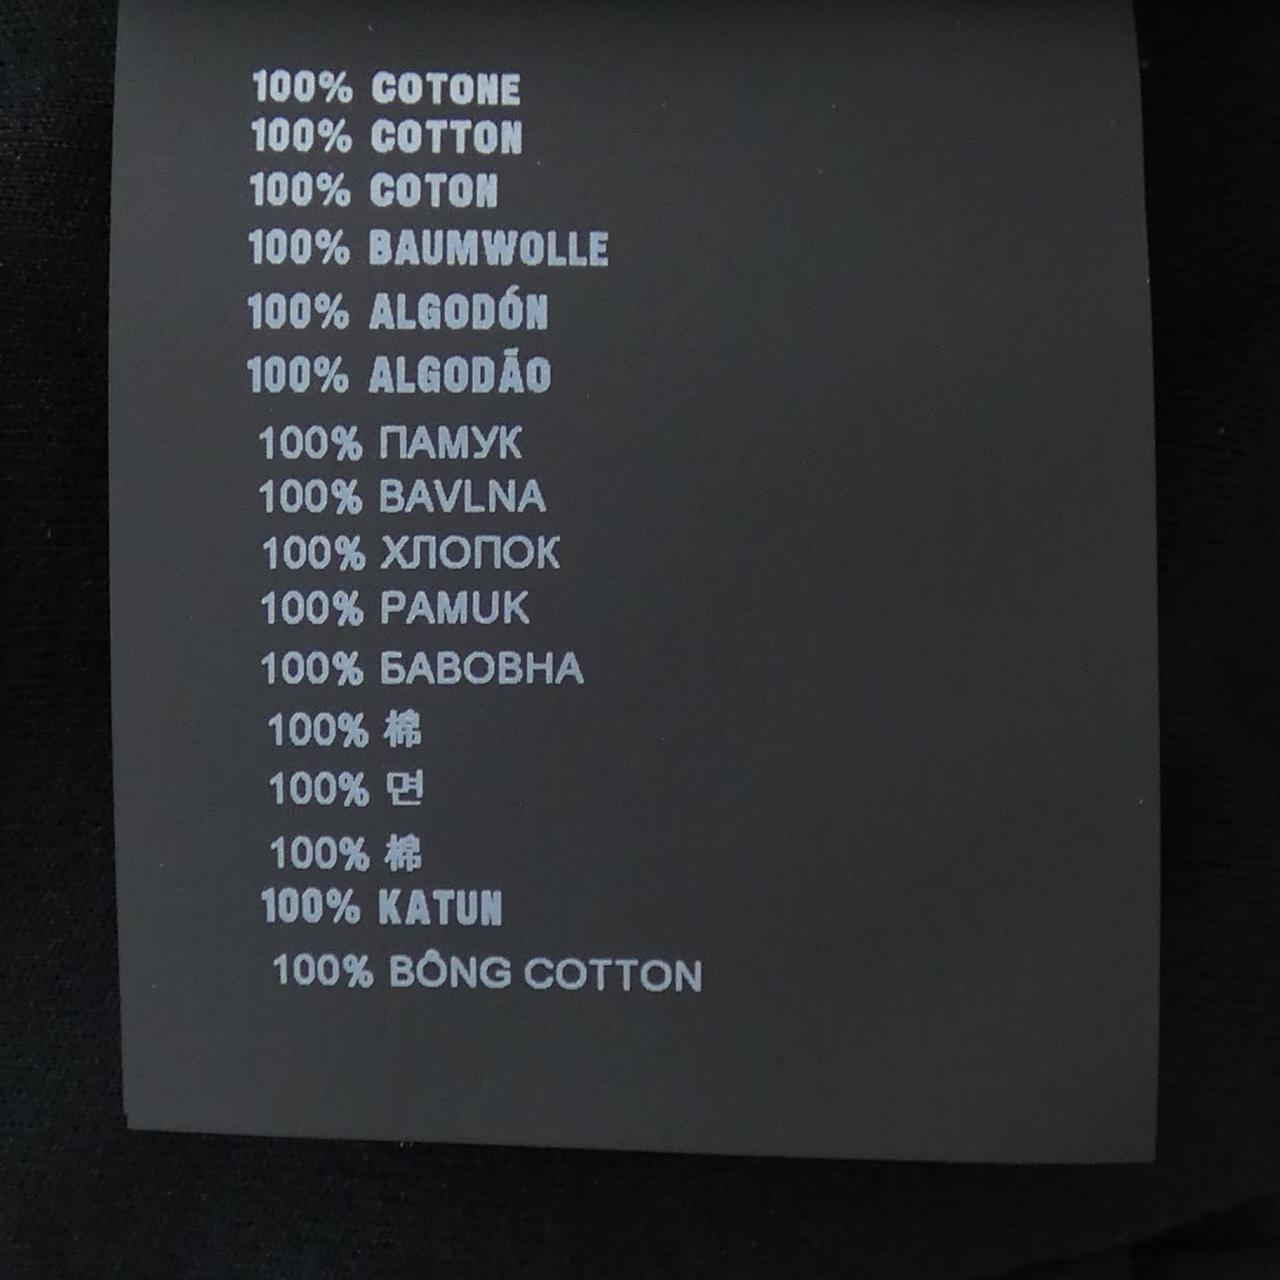 100% COTONE
100% COTTON
100% COTON
100% BAUMWOLLE
100% ALGODÓN
100% ALGODÃO
100% ПАМУК
100% BAVLNA
100% ХЛОПОК
100% PAMUK
100% БАВОВНА
100% 棉
100% 면
100% 棉
100% KATUN
100% BÔNG COTTON